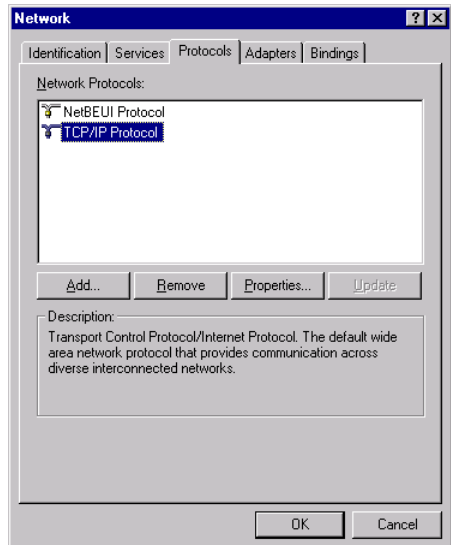 Network
Identification Services Protocols Adapters Bindings
Network Protocols:
NetBEUI Protocol
TCP/IP Protocol
Add... Remove Properties... Update
Description:
Transport Control Protocol/Internet Protocol. The default wide
area network protocol that provides communication across
diverse interconnected networks.
OK Cancel